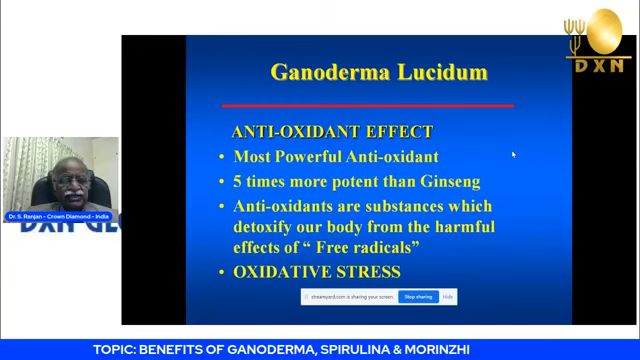 DXN
Ganoderma Lucidum
ANTI-OXIDANT EFFECT
• Most Powerful Anti-oxidant
• 5 times more potent than Ginseng
• Anti-oxidants are substances which
detoxify our body from the harmful
effects of “ Free radicals”
• OXIDATIVE STRESS
streamyard.com is sharing your screen. Stop sharing Hide
Dr. S. Ranjan - Crown Diamond - India
TOPIC: BENEFITS OF GANODERMA, SPIRULINA & MORINZHI